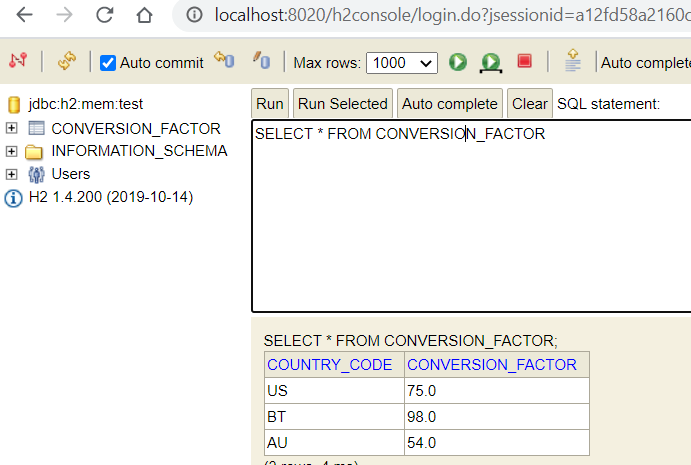 localhost:8020/h2console/login.do?jsessionid=a12fd58a2160
Auto commit Max rows: 1000 Auto complete
jdbc:h2:mem:test
CONVERSION_FACTOR
INFORMATION_SCHEMA
Users
H2 1.4.200 (2019-10-14)
Run Run Selected Auto complete Clear SQL statement:
SELECT * FROM CONVERSION_FACTOR
SELECT * FROM CONVERSION_FACTOR;
COUNTRY_CODE CONVERSION_FACTOR
US 75.0
BT 98.0
AU 54.0